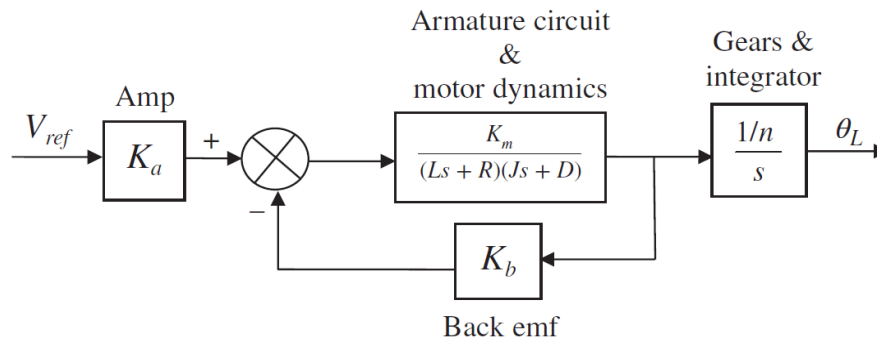 Armature circuit
&
motor dynamics
Gears &
integrator
Amp
V_ref
K_a
+
K_m
(Ls + R)(Js + D)
1/n
s
θ_L
−
K_b
Back emf